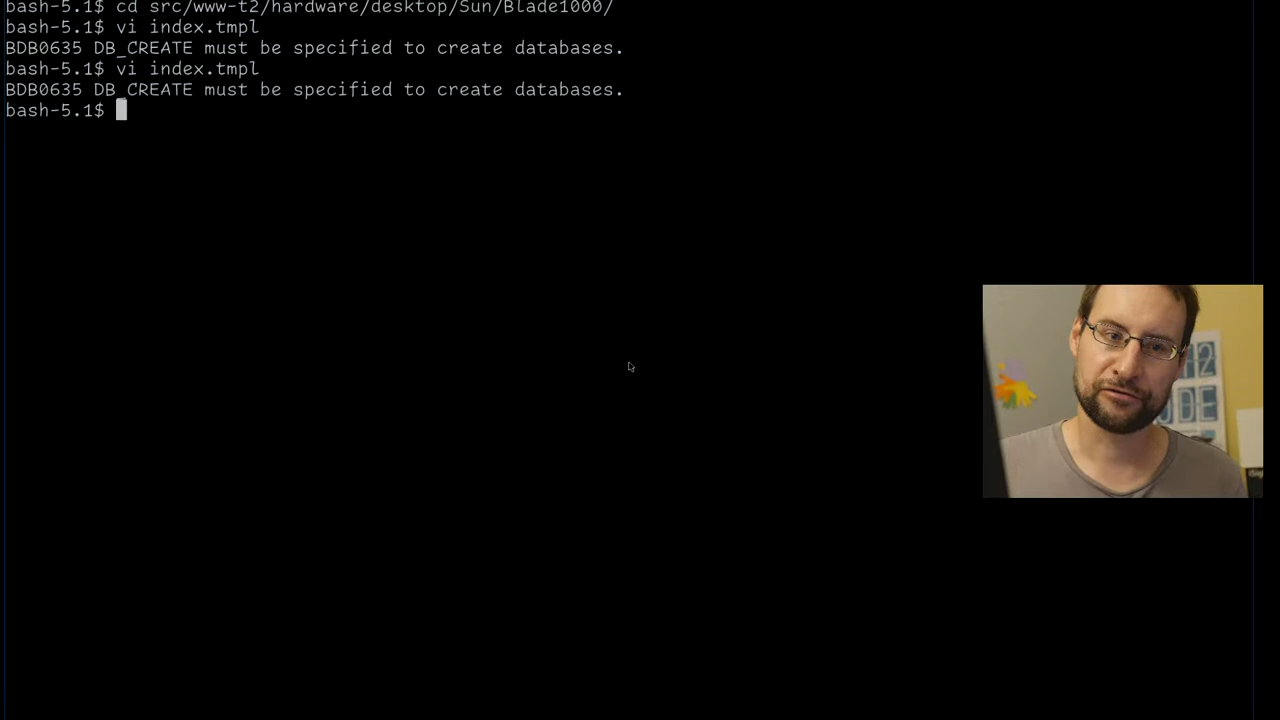 bash-5.1$ cd src/www-t2/hardware/desktop/Sun/Blade1000/
bash-5.1$ vi index.tmpl
BDB0635 DB_CREATE must be specified to create databases.
bash-5.1$ vi index.tmpl
BDB0635 DB_CREATE must be specified to create databases.
bash-5.1$